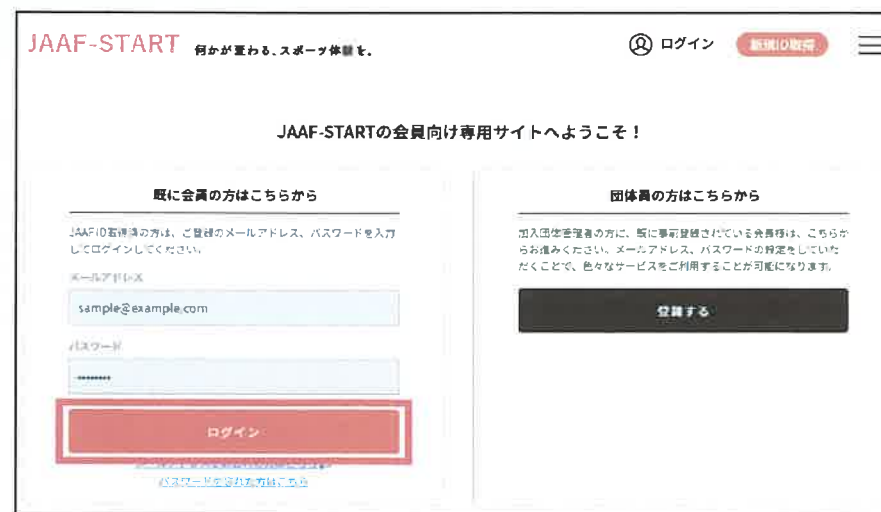 JAAF-START 何かが変わる、スポーツ体験を。
ログイン
新規ID取得
JAAF-STARTの会員向け専用サイトへようこそ！
既に会員の方はこちらから
JAAF ID取得済の方は、ご登録のメールアドレス、パスワードを入力
してログインしてください。
メールアドレス
sample@example.com
パスワード
••••••••
ログイン
パスワードを忘れた方はこちら
団体員の方はこちらから
加入団体管理者の方に、既に事前登録されている会員様は、こちらか
らお進みください。メールアドレス、パスワードの設定をしていた
だくことで、色々なサービスをご利用することが可能になります。
登録する